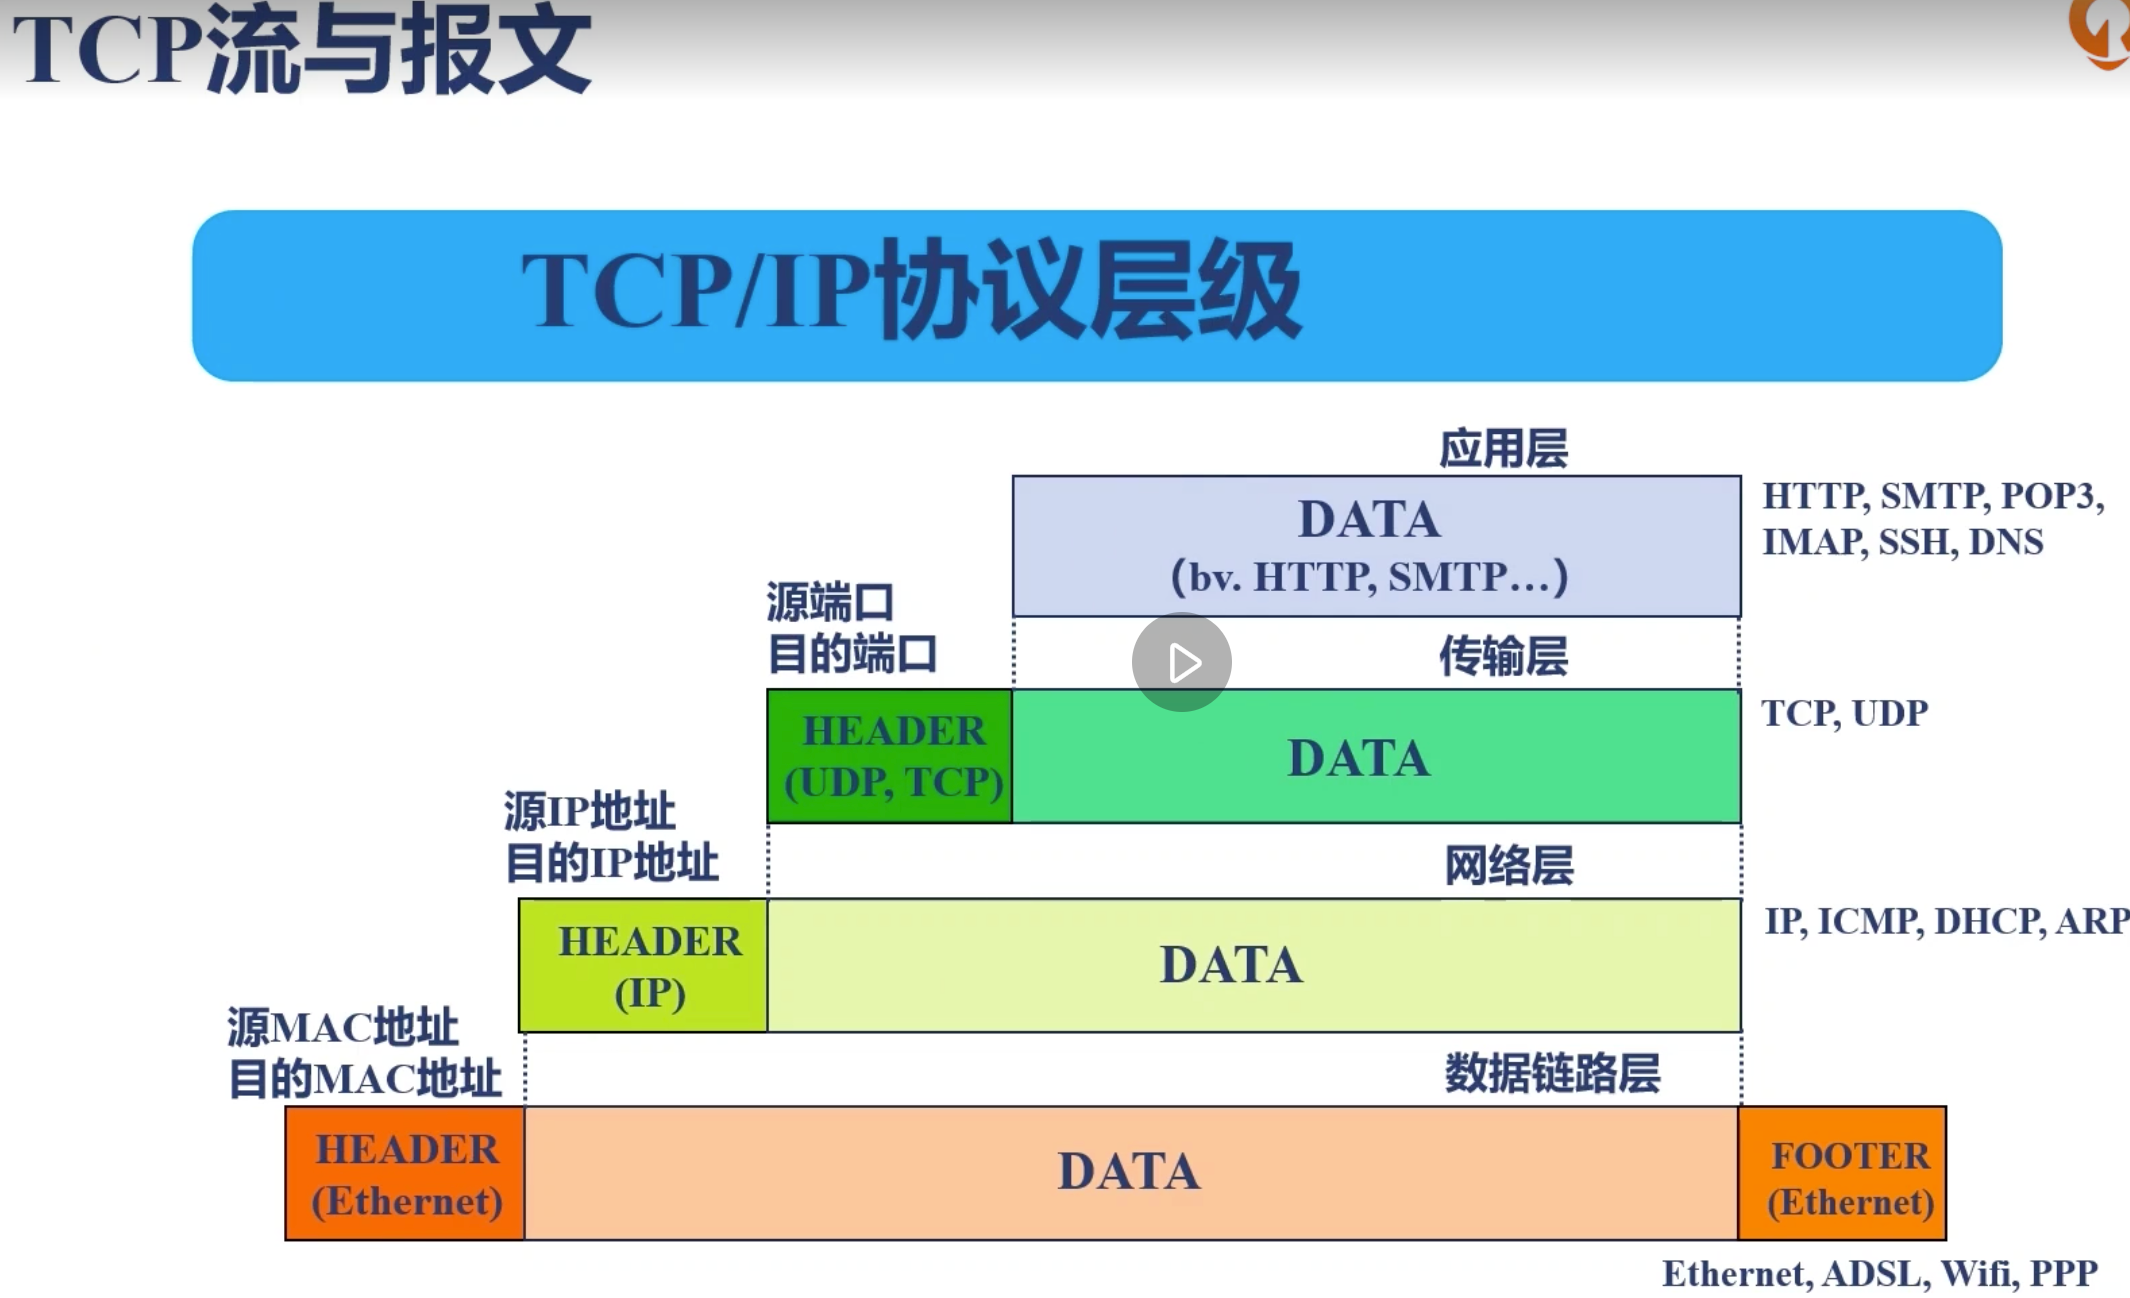 TCP流与报文
TCP/IP协议层级
应用层
DATA
(bv. HTTP, SMTP…)
HTTP, SMTP, POP3,
IMAP, SSH, DNS
源端口
目的端口
传输层
HEADER
(UDP, TCP)
DATA
TCP, UDP
源IP地址
目的IP地址
网络层
HEADER
(IP)
DATA
IP, ICMP, DHCP, ARP
源MAC地址
目的MAC地址
数据链路层
HEADER
(Ethernet)
DATA
FOOTER
(Ethernet)
Ethernet, ADSL, Wifi, PPP